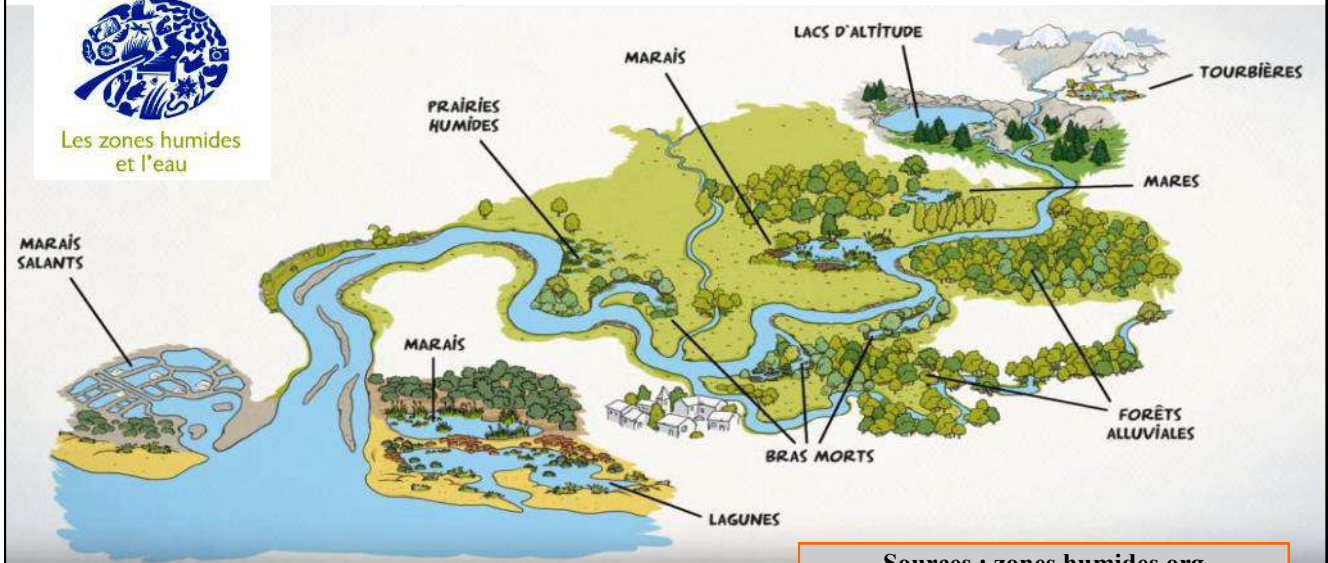 Les zones humides
et l'eau
LACS D'ALTITUDE
MARAIS
TOURBIÈRES
PRAIRIES
HUMIDES
MARES
MARAIS
SALANTS
MARAIS
FORÊTS
ALLUVIALES
BRAS MORTS
LAGUNES
Sources : zones humides.org